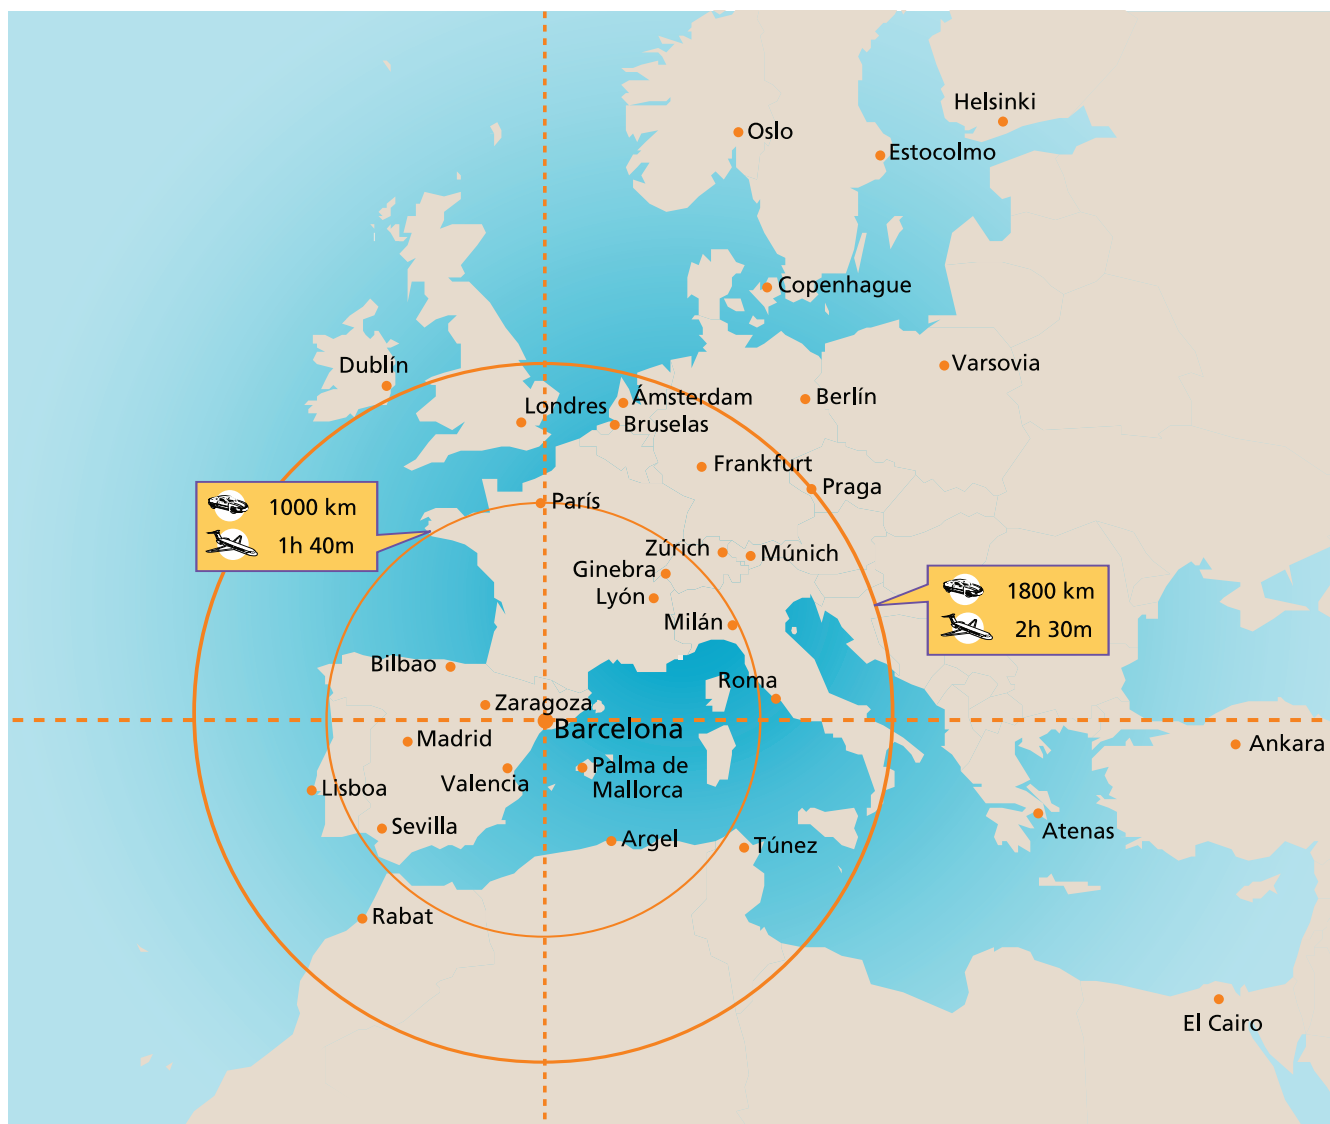 Helsinki
Oslo
Estocolmo
Copenhague
Dublín
Varsovia
Londres
Ámsterdam
Berlín
Bruselas
Frankfurt
Praga
1000 km
1h 40m
París
Zúrich
Múnich
Ginebra
Lyón
1800 km
2h 30m
Milán
Bilbao
Roma
Zaragoza
Barcelona
Madrid
Ankara
Valencia
Palma de
Mallorca
Lisboa
Sevilla
Argel
Túnez
Atenas
Rabat
El Cairo